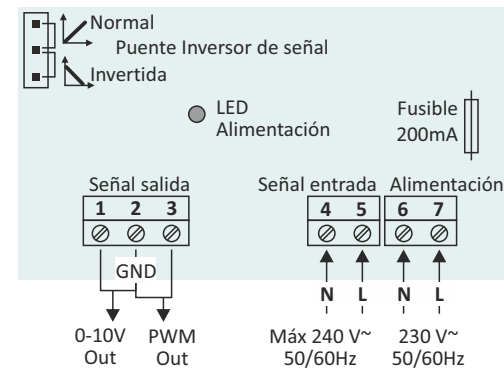 Normal
Puente Inversor de señal
Invertida
LED
Alimentación
Fusible
200mA
Señal salida
1 2 3
GND
0-10V
Out
PWM
Out
Señal entrada
4 5
N L
Máx 240 V~
50/60Hz
Alimentación
6 7
N L
230 V~
50/60Hz